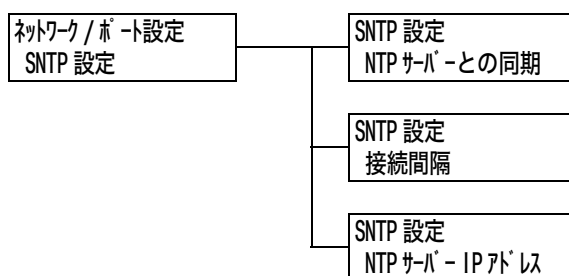 ﾈｯﾄﾜｰｸ / ﾎﾟｰﾄ設定
SNTP 設定
SNTP 設定
NTP ｻｰﾊﾞｰとの同期
SNTP 設定
接続間隔
SNTP 設定
NTP ｻｰﾊﾞｰ IP ｱﾄﾞﾚｽ